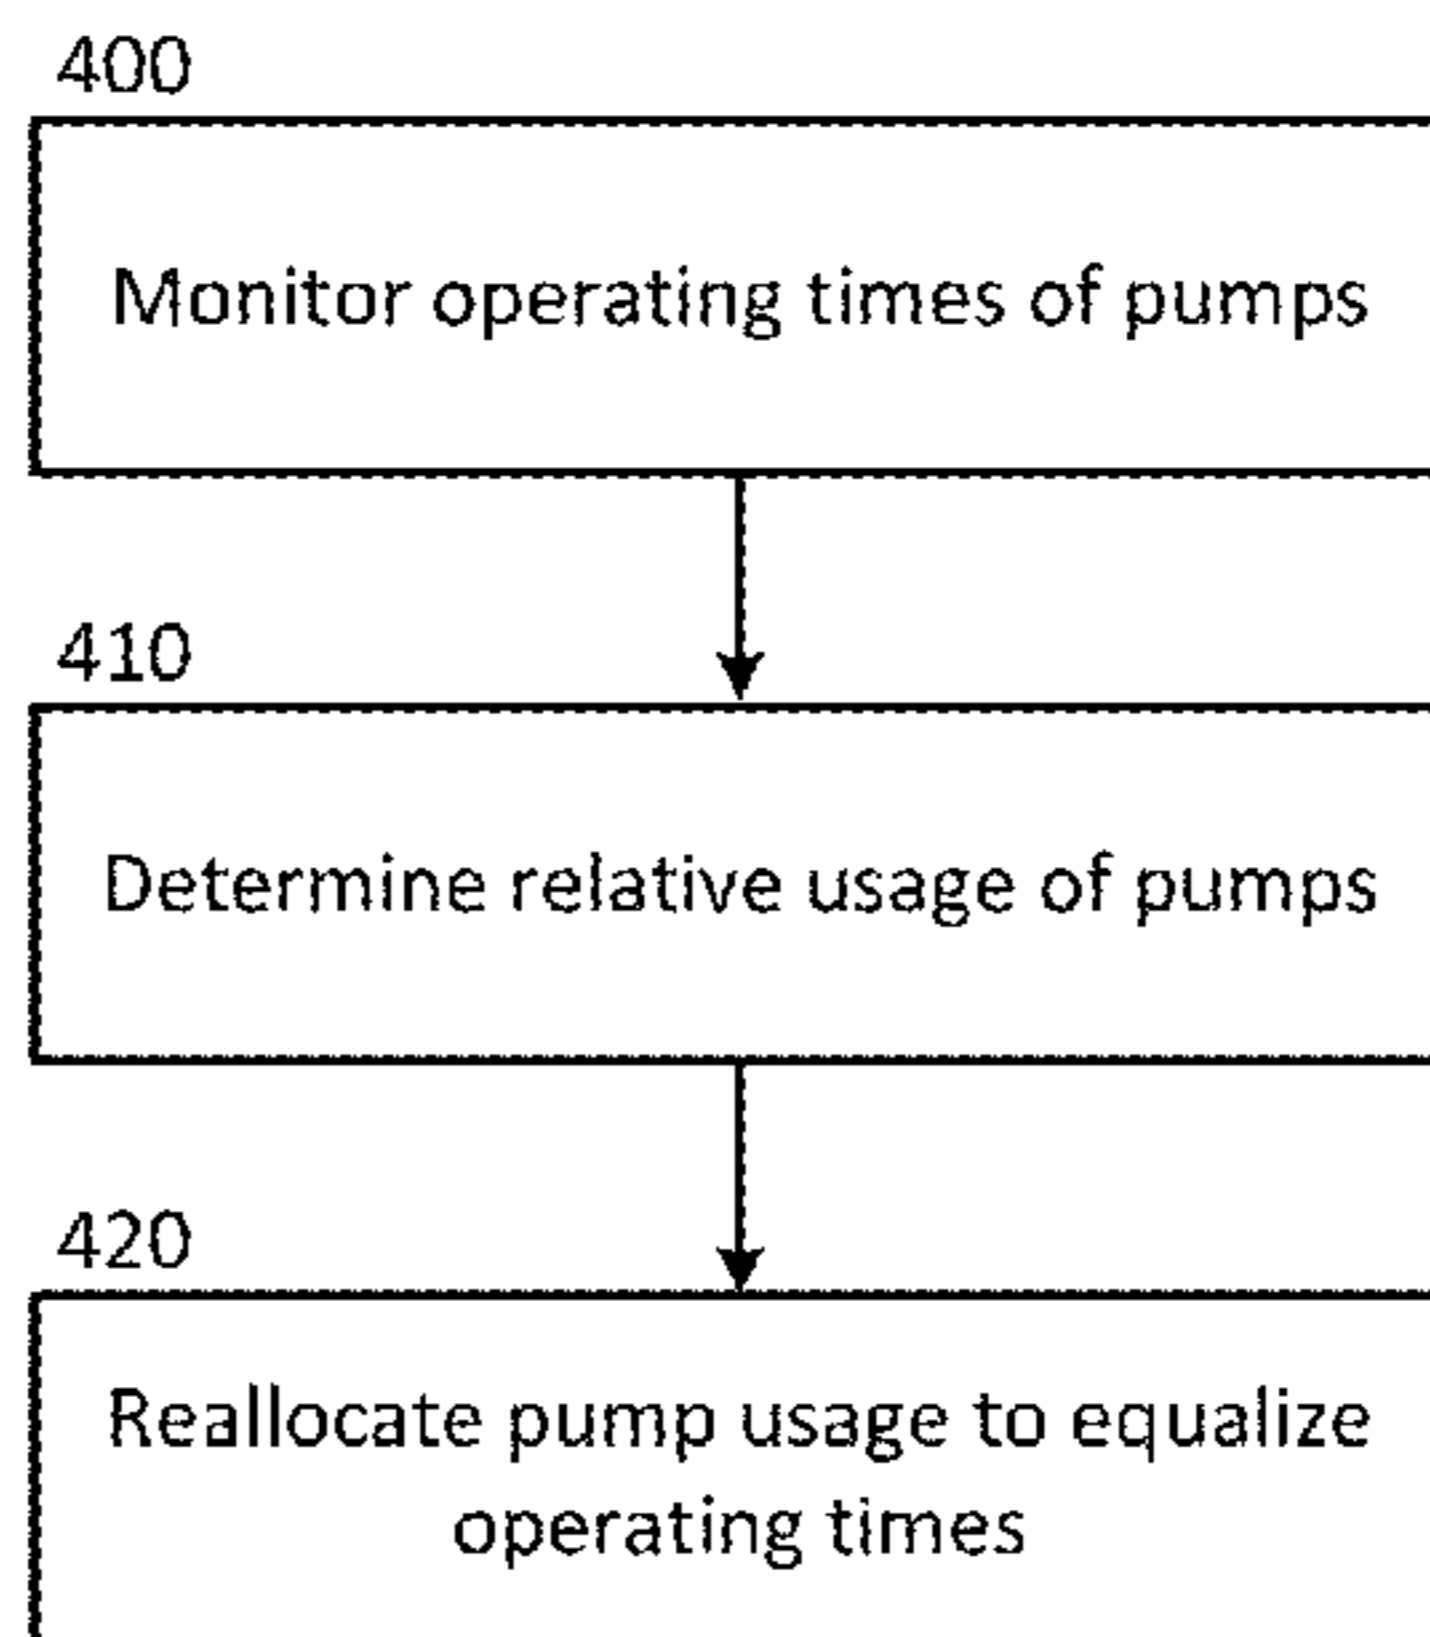 400
Monitor operating times of pumps
410
Determine relative usage of pumps
420
Reallocate pump usage to equalize
operating times